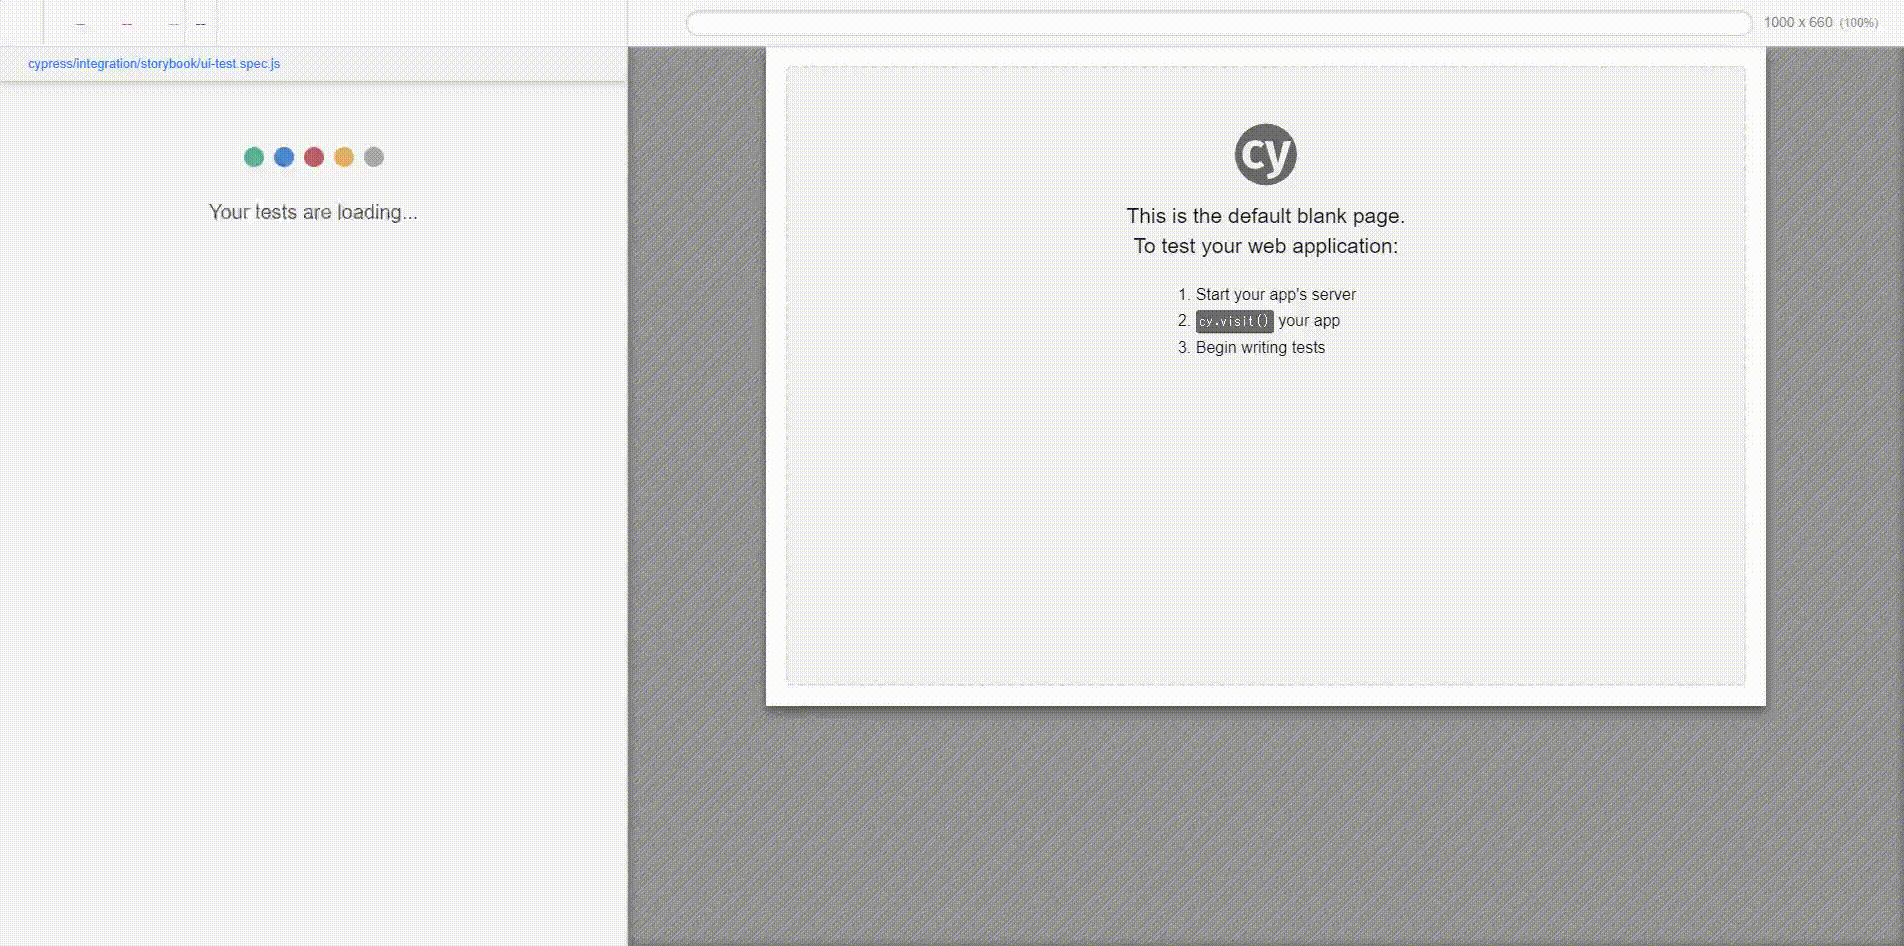 1000 x 660 (100%)
cypress/integration/storybook/ui-test.spec.js
Your tests are loading...
cy
This is the default blank page.
To test your web application:
1. Start your app's server
2. cy.visit() your app
3. Begin writing tests